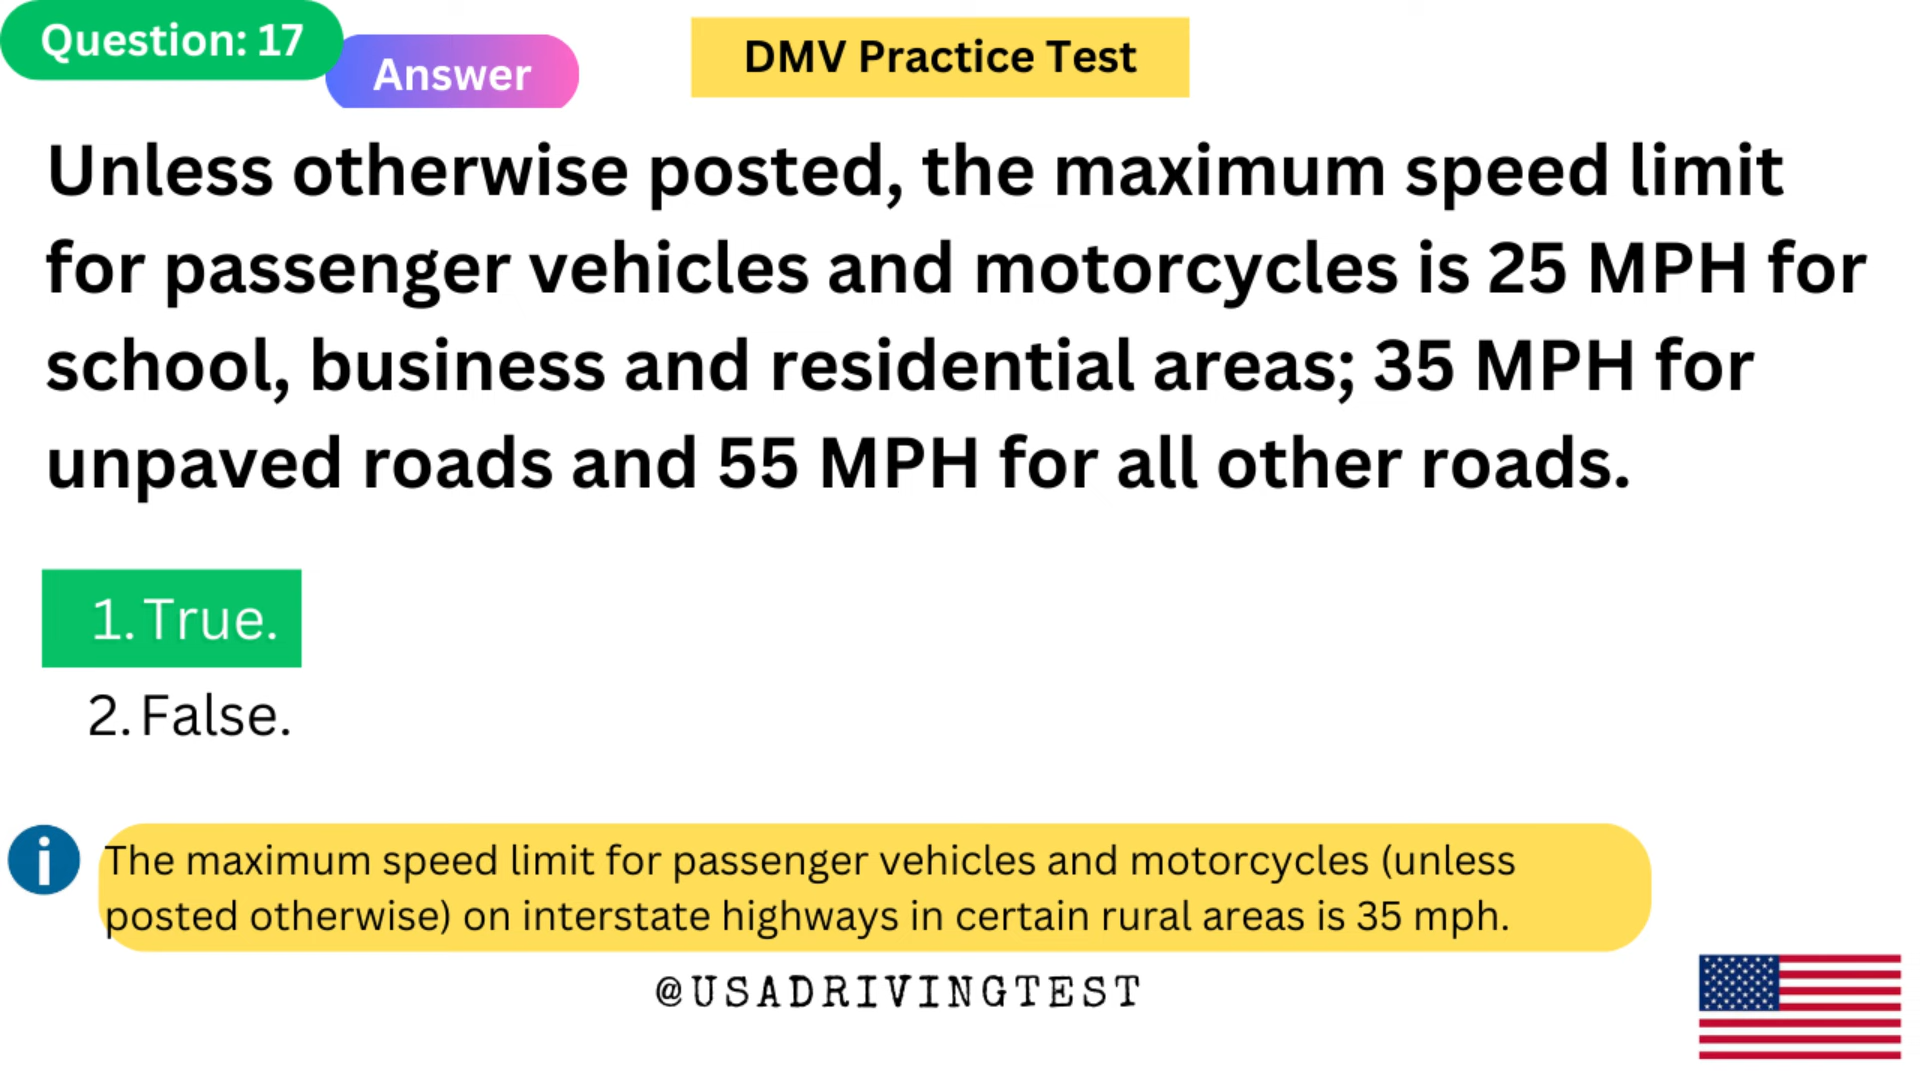 Question: 17
Answer
DMV Practice Test
Unless otherwise posted, the maximum speed limit
for passenger vehicles and motorcycles is 25 MPH for
school, business and residential areas; 35 MPH for
unpaved roads and 55 MPH for all other roads.
1. True.
2. False.
i
The maximum speed limit for passenger vehicles and motorcycles (unless
posted otherwise) on interstate highways in certain rural areas is 35 mph.
@USADRIVINGTEST